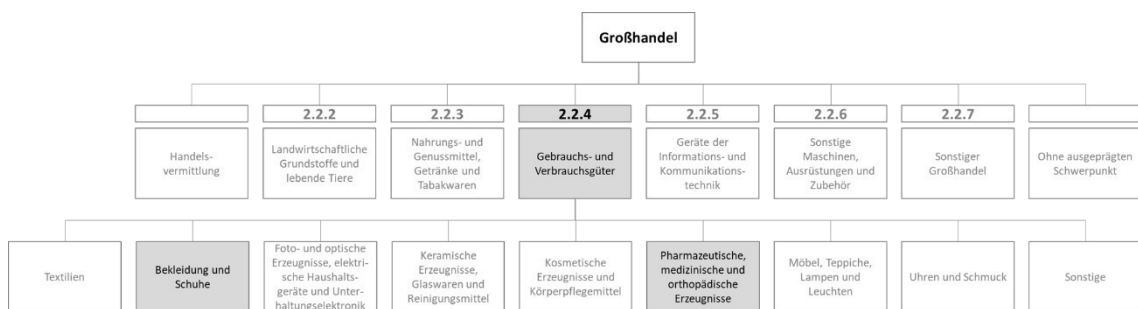 Großhandel
2.2.2
2.2.3
2.2.4
2.2.5
2.2.6
2.2.7
Handels-
vermittlung
Landwirtschaftliche
Grundstoffe und
lebende Tiere
Nahrungs- und
Genussmittel,
Getränke und
Tabakwaren
Gebrauchs- und
Verbrauchsgüter
Geräte der
Informations- und
Kommunikations-
technik
Sonstige
Maschinen,
Ausrüstungen und
Zubehör
Sonstiger
Großhandel
Ohne ausgeprägten
Schwerpunkt
Textilien
Bekleidung und
Schuhe
Foto- und optische
Erzeugnisse, elektri-
sche Haushalts-
geräte und Unter-
haltungselektronik
Keramische
Erzeugnisse,
Glaswaren und
Reinigungsmittel
Kosmetische
Erzeugnisse und
Körperpflegemittel
Pharmazeutische,
medizinische und
orthopädische
Erzeugnisse
Möbel, Teppiche,
Lampen und
Leuchten
Uhren und Schmuck
Sonstige